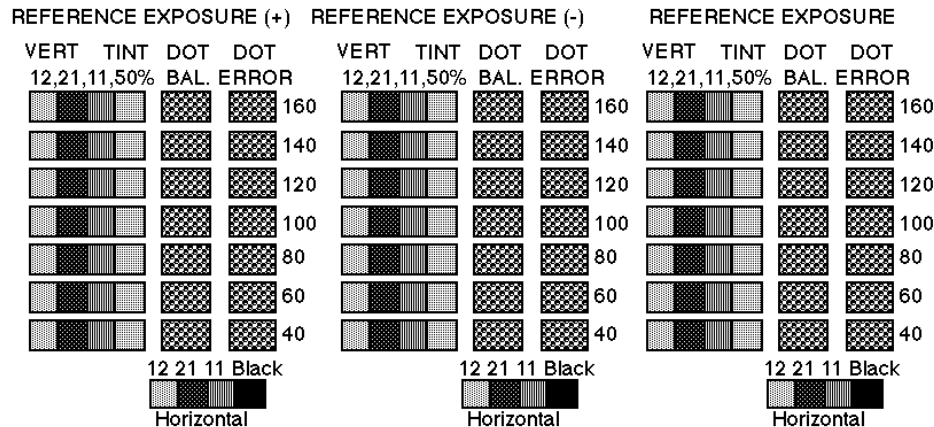 REFERENCE EXPOSURE (+) REFERENCE EXPOSURE (-) REFERENCE EXPOSURE
VERT TINT DOT DOT VERT TINT DOT DOT VERT TINT DOT DOT
12,21,11,50% BAL. ERROR 12,21,11,50% BAL. ERROR 12,21,11,50% BAL. ERROR
160 160 160
140 140 140
120 120 120
100 100 100
80 80 80
60 60 60
40 40 40
12 21 11 Black 12 21 11 Black 12 21 11 Black
Horizontal Horizontal Horizontal